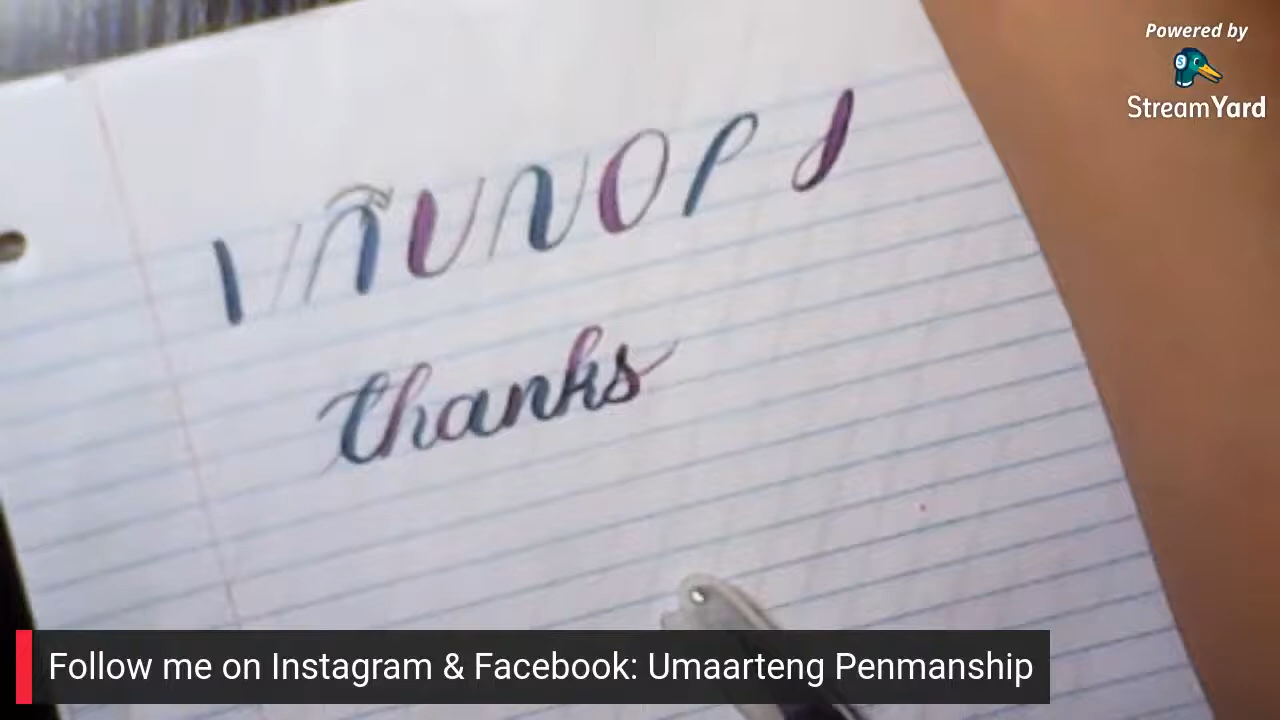 Powered by
StreamYard
thanks
Follow me on Instagram & Facebook: Umaarteng Penmanship